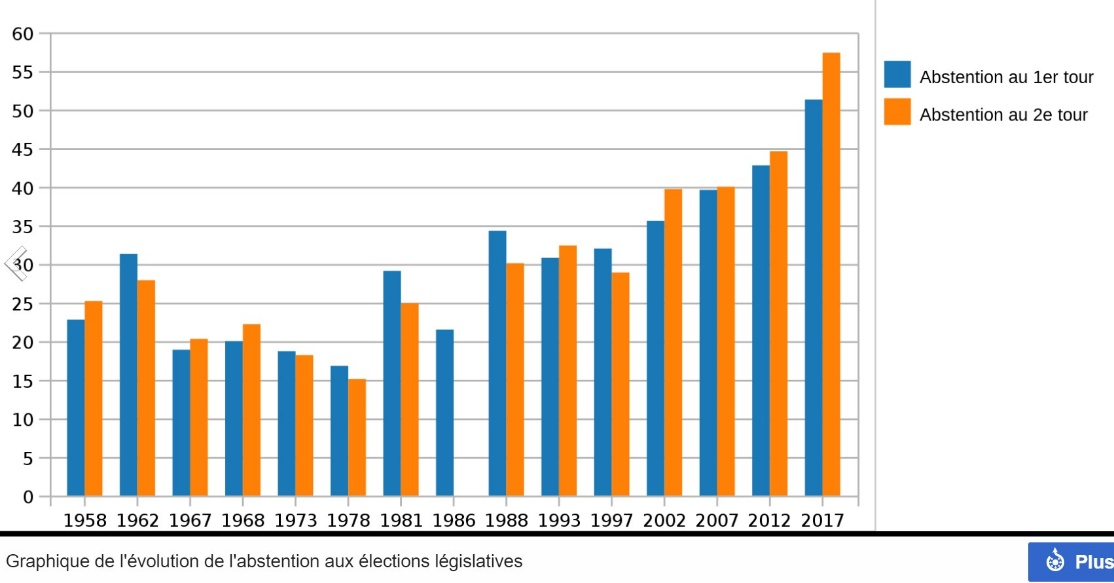 60
55
50
45
40
35
30
25
20
15
10
5
0
1958 1962 1967 1968 1973 1978 1981 1986 1988 1993 1997 2002 2007 2012 2017
Abstention au 1er tour
Abstention au 2e tour
Graphique de l'évolution de l'abstention aux élections législatives
Plus